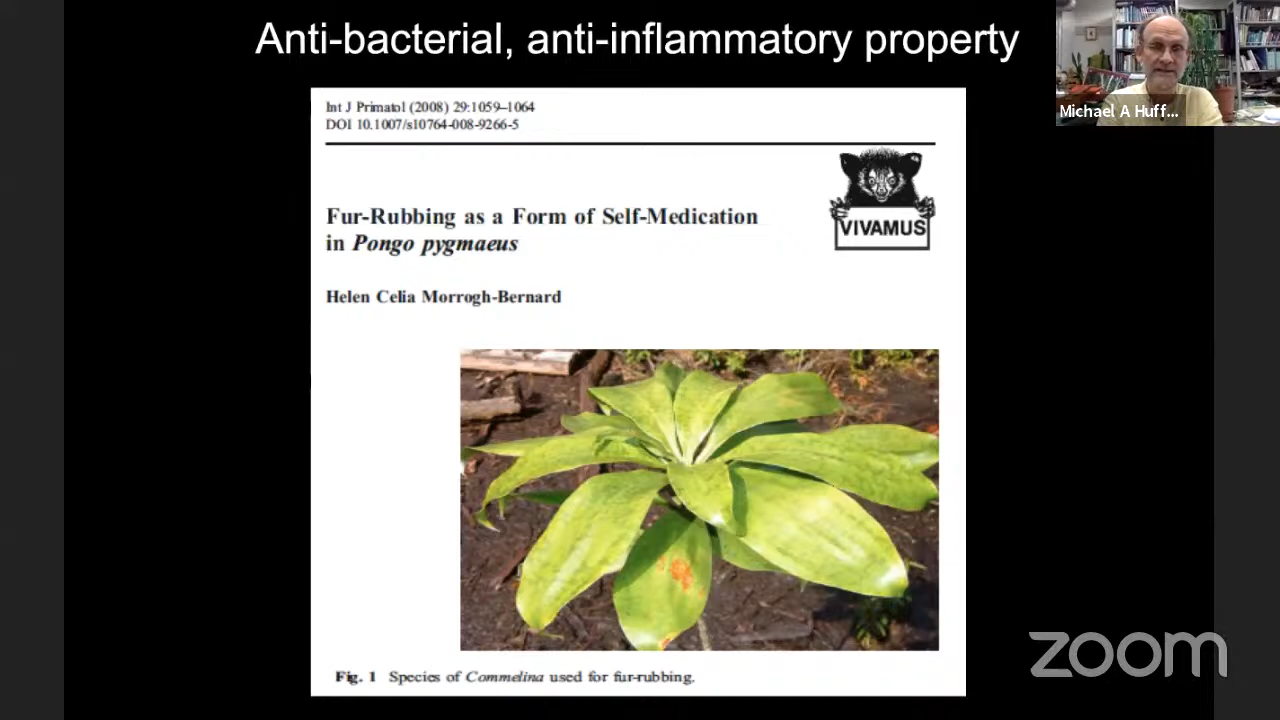 Anti-bacterial, anti-inflammatory property
Michael A Huff...
Int J Primatol (2008) 29:1059–1064
DOI 10.1007/s10764-008-9266-5
VIVAMUS
Fur-Rubbing as a Form of Self-Medication
in Pongo pygmaeus
Helen Celia Morrogh-Bernard
Fig. 1 Species of Commelina used for fur-rubbing.
zoom